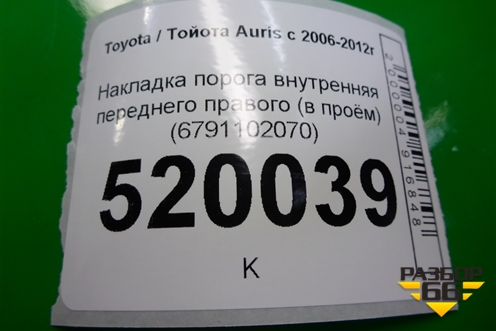 Toyota / Тойота Auris с 2006-2012г
Накладка порога внутренняя
переднего правого (в проём)
(6791102070)
520039
К
2000004916848
РАЗБОР
66